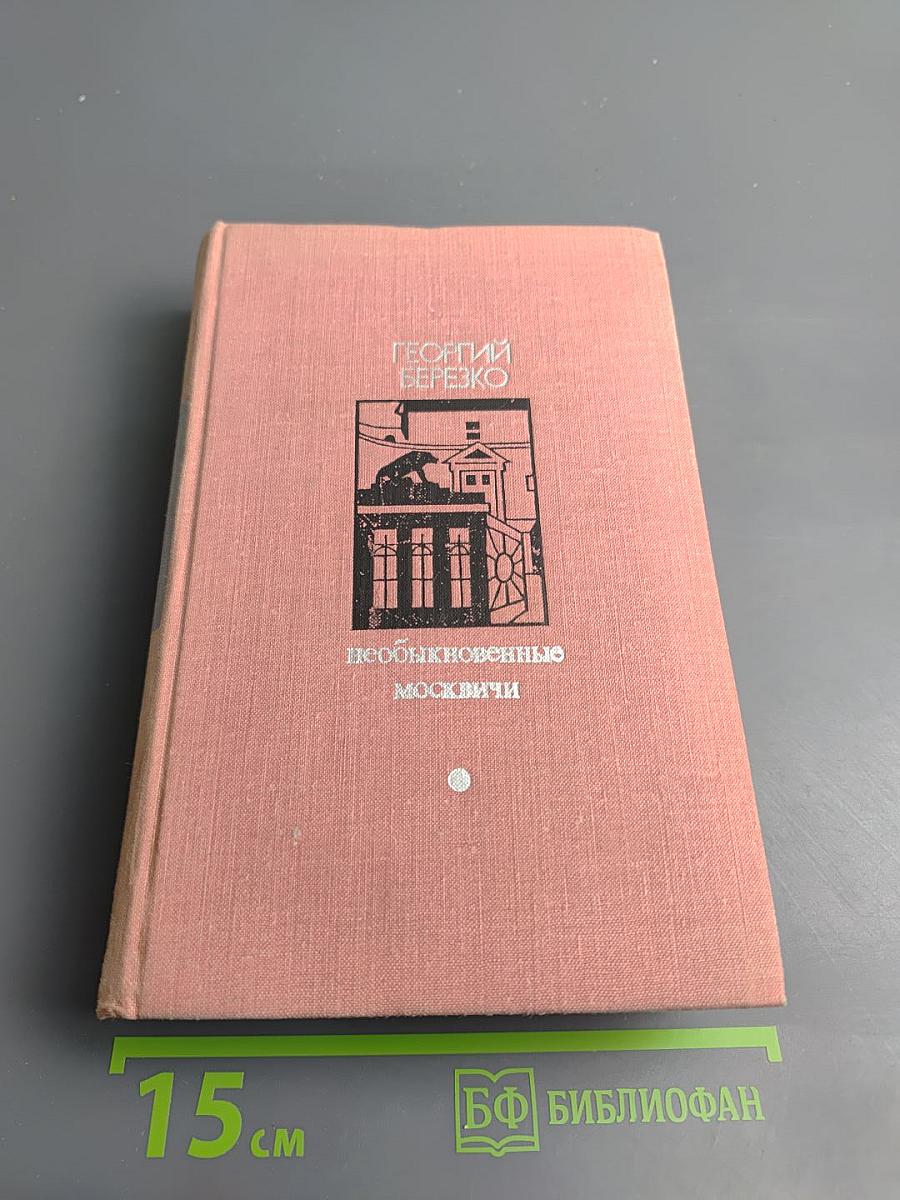 ГЕОРГИЙ
БЕРЕЗКО
необыкновенные
москвичи
15 см
БФ БИБЛИОФАН